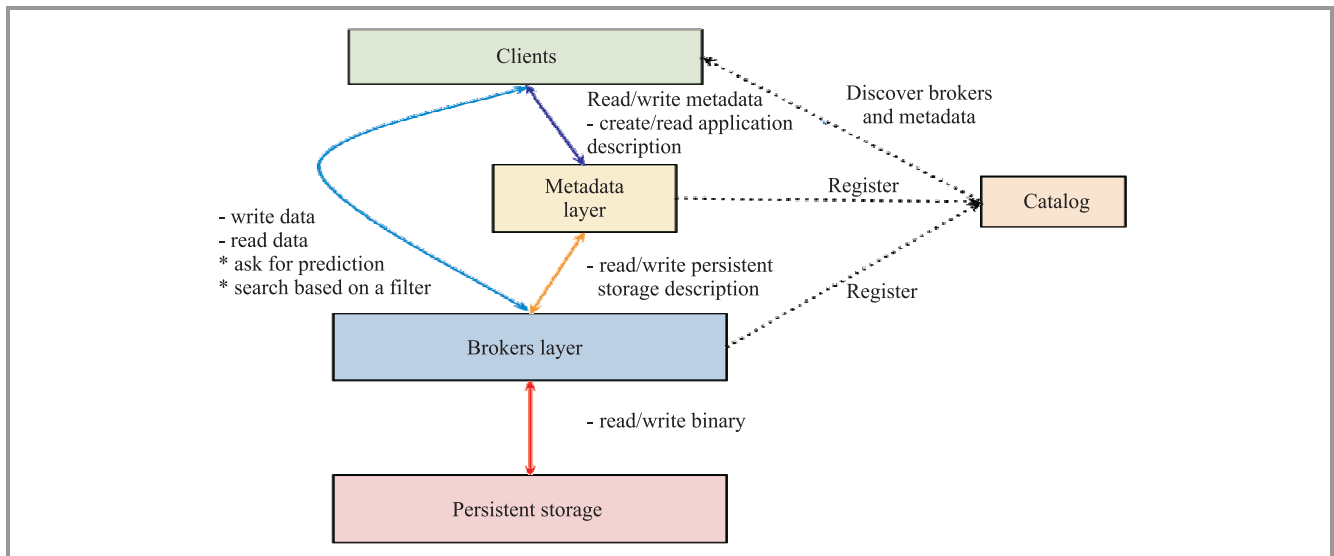 Clients
Read/write metadata
- create/read application
description
Discover brokers
and metadata
Metadata
layer
Register
Catalog
- write data
- read data
* ask for prediction
* search based on a filter
- read/write persistent
storage description
Register
Brokers layer
- read/write binary
Persistent storage